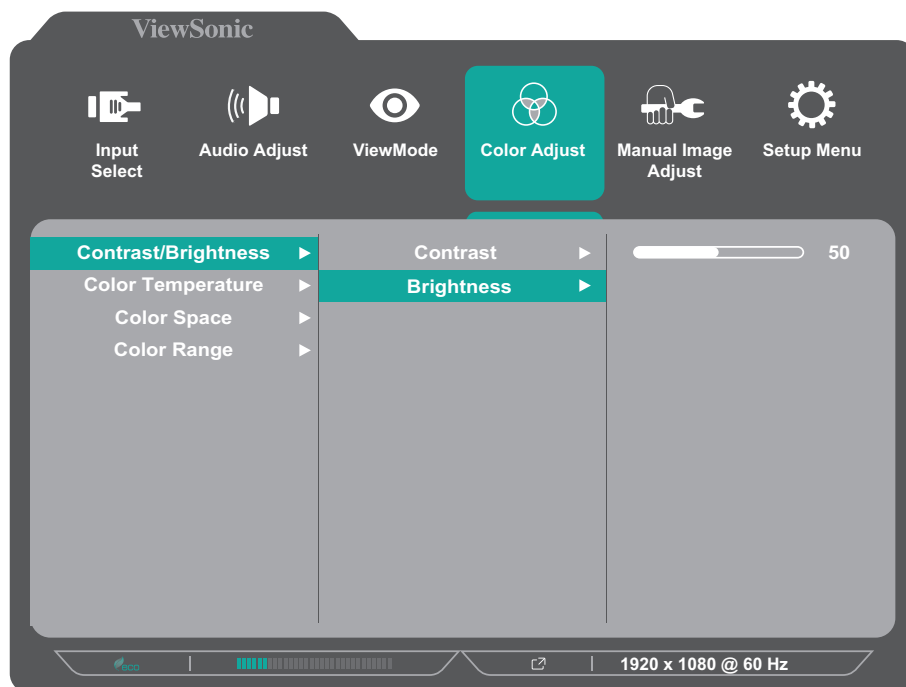 ViewSonic
Input
Select
Audio Adjust
ViewMode
Color Adjust
Manual Image
Adjust
Setup Menu
Contrast/Brightness
Color Temperature
Color Space
Color Range
Contrast
Brightness
50
eco
1920 x 1080 @ 60 Hz